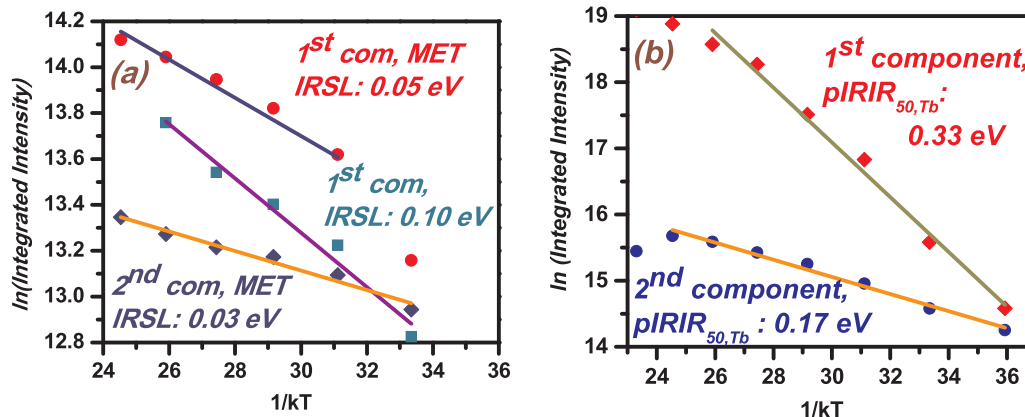 14.2
14.0
13.8
13.6
13.4
13.2
13.0
12.8
ln(Integrated Intensity)
(a)
1st com, MET
IRSL: 0.05 eV
1st com,
IRSL: 0.10 eV
2nd com, MET
IRSL: 0.03 eV
24 26 28 30 32 34 36
1/kT
19
18
17
16
15
14
ln (Integrated Intensity)
(b)
1st component,
pIRIR50,Tb:
0.33 eV
2nd component,
pIRIR50,Tb : 0.17 eV
24 26 28 30 32 34 36
1/kT